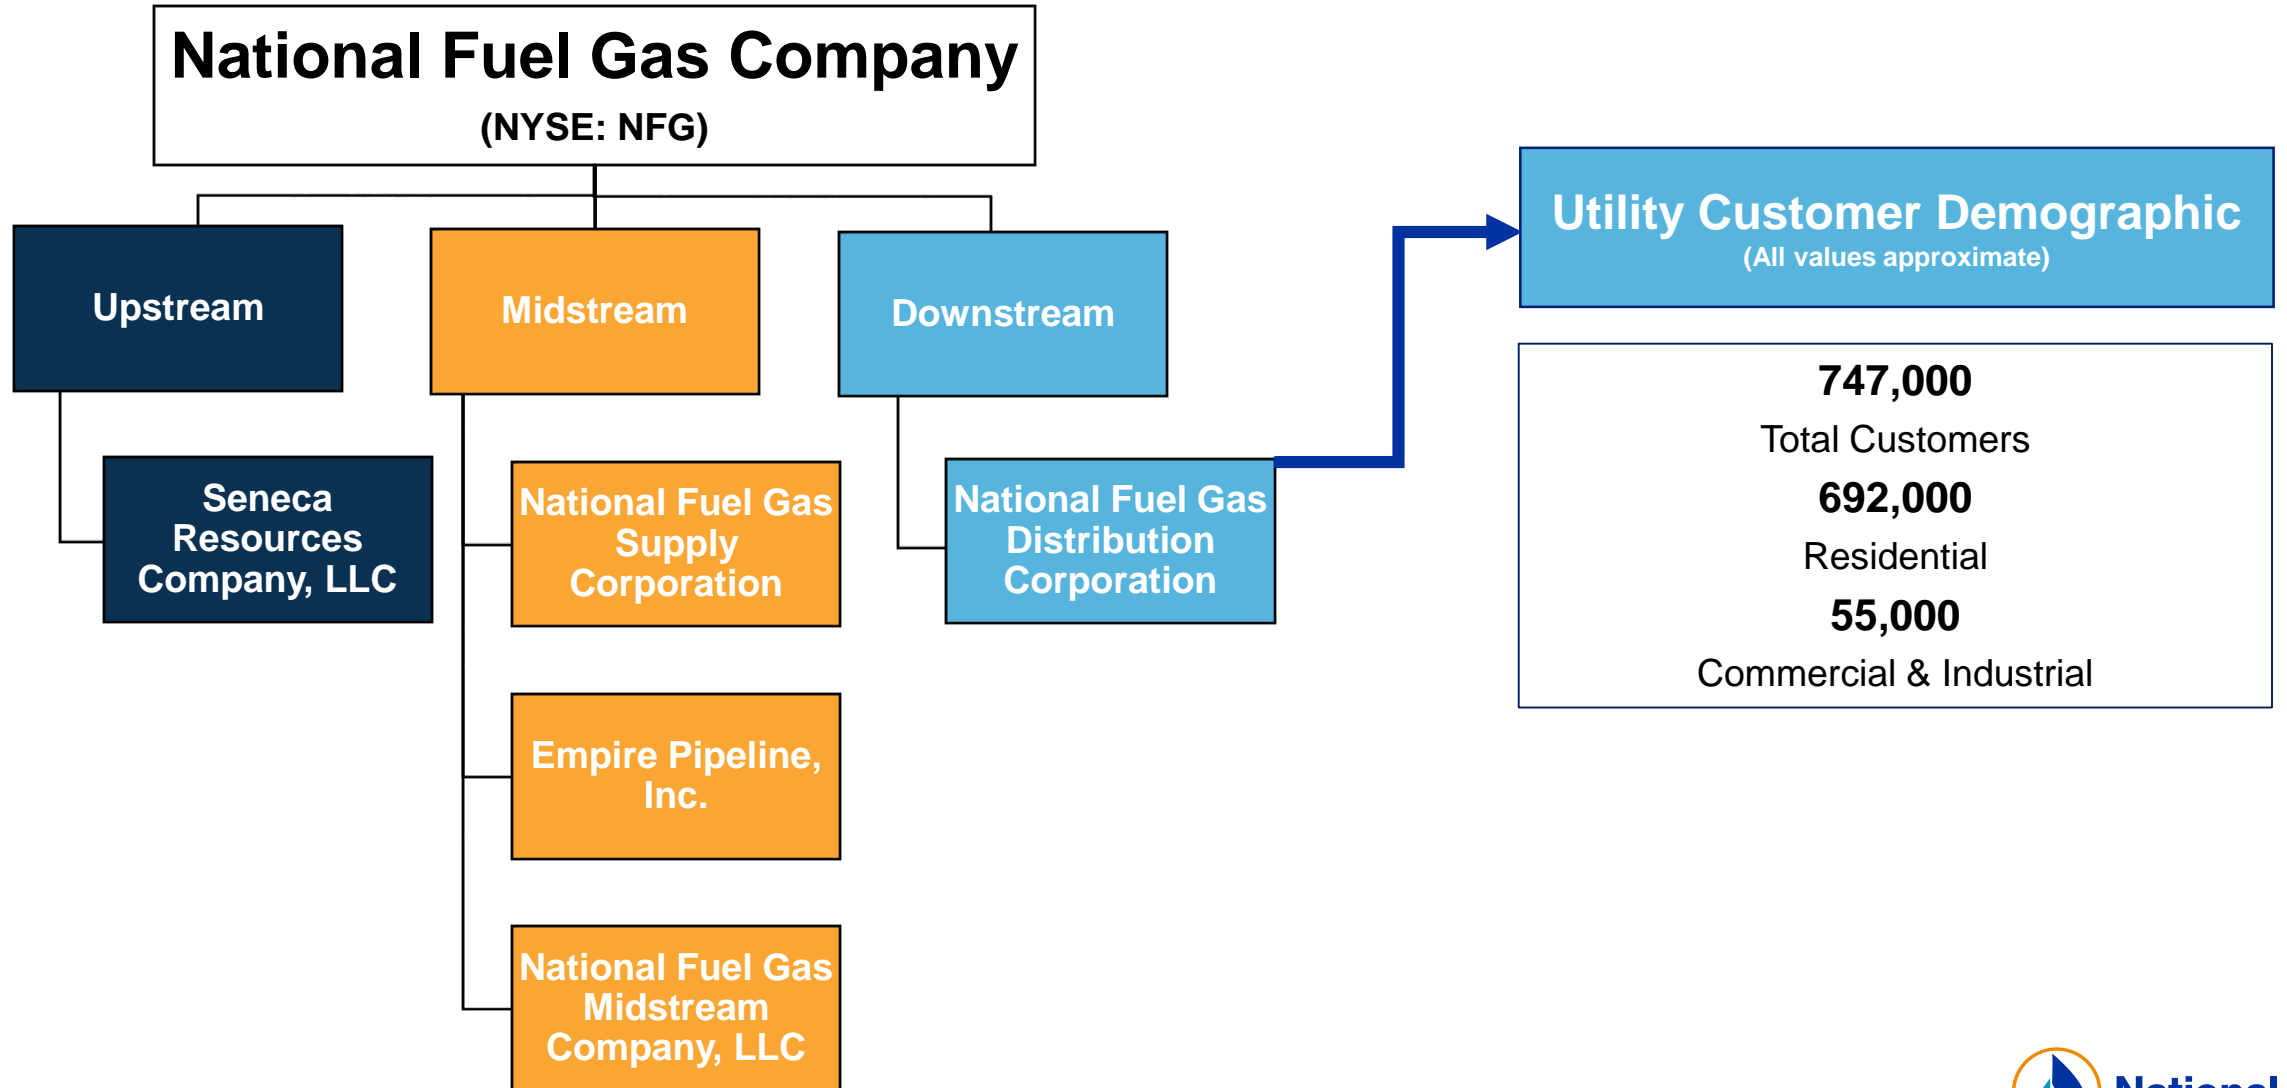 National Fuel Gas Company
(NYSE: NFG)
Upstream
Midstream
Downstream
Seneca
Resources
Company, LLC
National Fuel Gas
Supply
Corporation
Empire Pipeline,
Inc.
National Fuel Gas
Midstream
Company, LLC
National Fuel Gas
Distribution
Corporation
Utility Customer Demographic
(All values approximate)
747,000
Total Customers
692,000
Residential
55,000
Commercial & Industrial
National